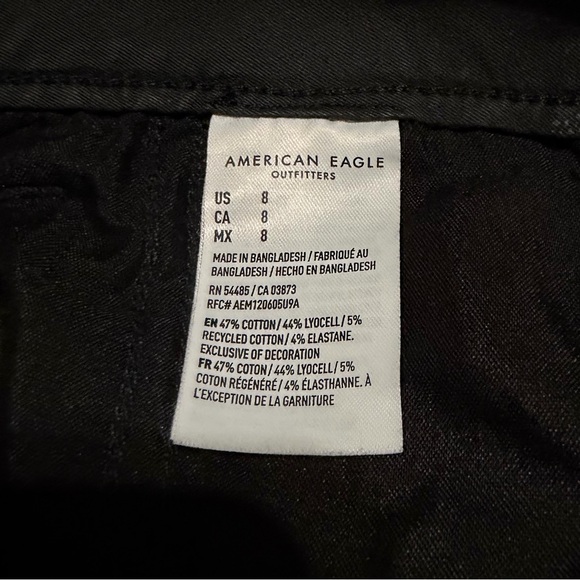 AMERICAN EAGLE
OUTFITTERS
US 8
CA 8
MX 8
MADE IN BANGLADESH / FABRIQUÉ AU
BANGLADESH / HECHO EN BANGLADESH
RN 54485 / CA 03873
RFC# AEM120605U9A
EN 47% COTTON / 44% LYOCELL / 5%
RECYCLED COTTON / 4% ELASTANE.
EXCLUSIVE OF DECORATION
FR 47% COTON / 44% LYOCELL / 5%
COTON RÉGÉNÉRÉ / 4% ÉLASTHANNE. À
L'EXCEPTION DE LA GARNITURE